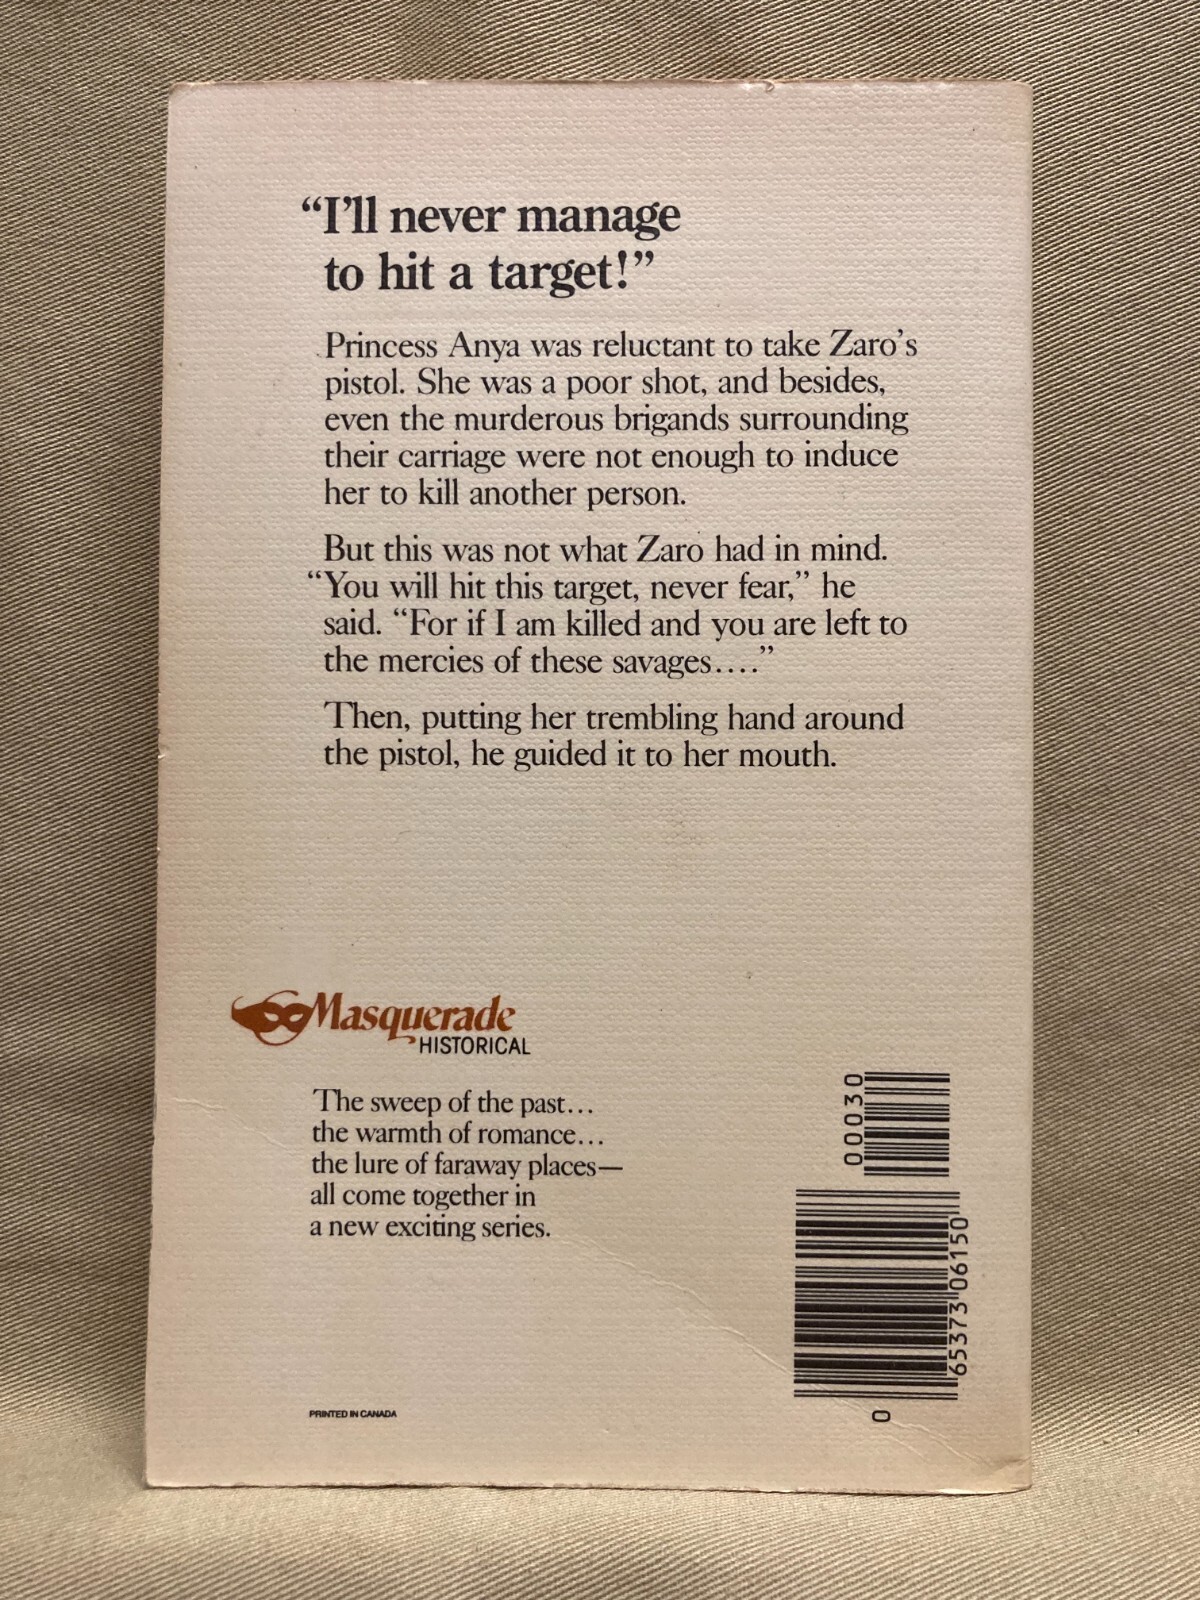 “I’ll never manage
to hit a target!”
Princess Anya was reluctant to take Zaro’s
pistol. She was a poor shot, and besides,
even the murderous brigands surrounding
their carriage were not enough to induce
her to kill another person.
But this was not what Zaro had in mind.
“You will hit this target, never fear,” he
said. “For if I am killed and you are left to
the mercies of these savages....”
Then, putting her trembling hand around
the pistol, he guided it to her mouth.
Masquerade
HISTORICAL
The sweep of the past...
the warmth of romance...
the lure of faraway places—
all come together in
a new exciting series.
PRINTED IN CANADA
00030
0 65373 06150